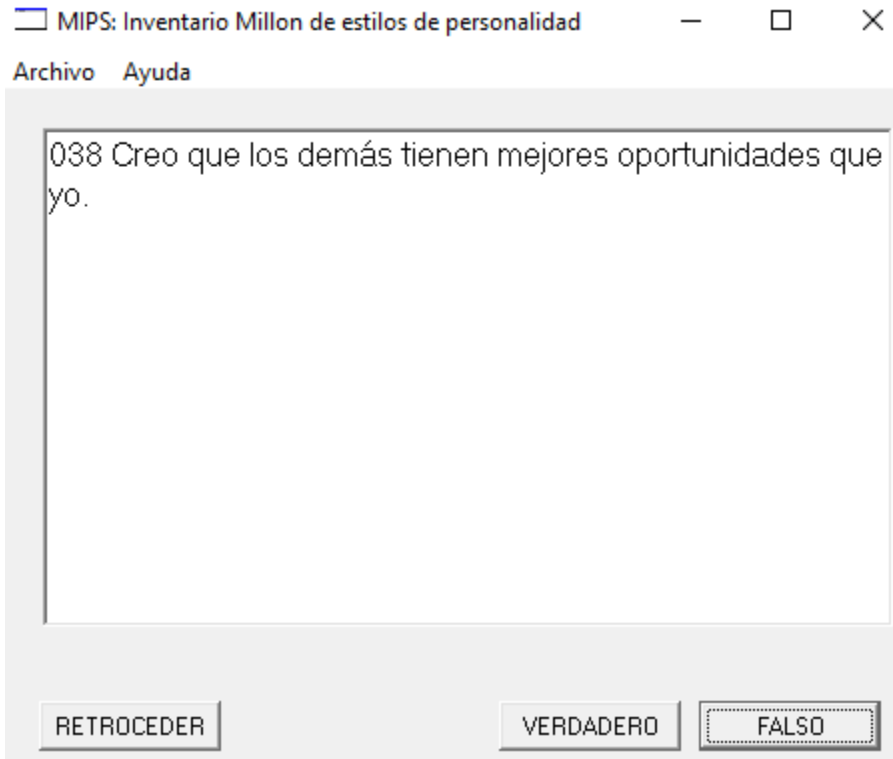 MIPS: Inventario Millon de estilos de personalidad
Archivo Ayuda
038 Creo que los demás tienen mejores oportunidades que
yo.
RETROCEDER VERDADERO FALSO